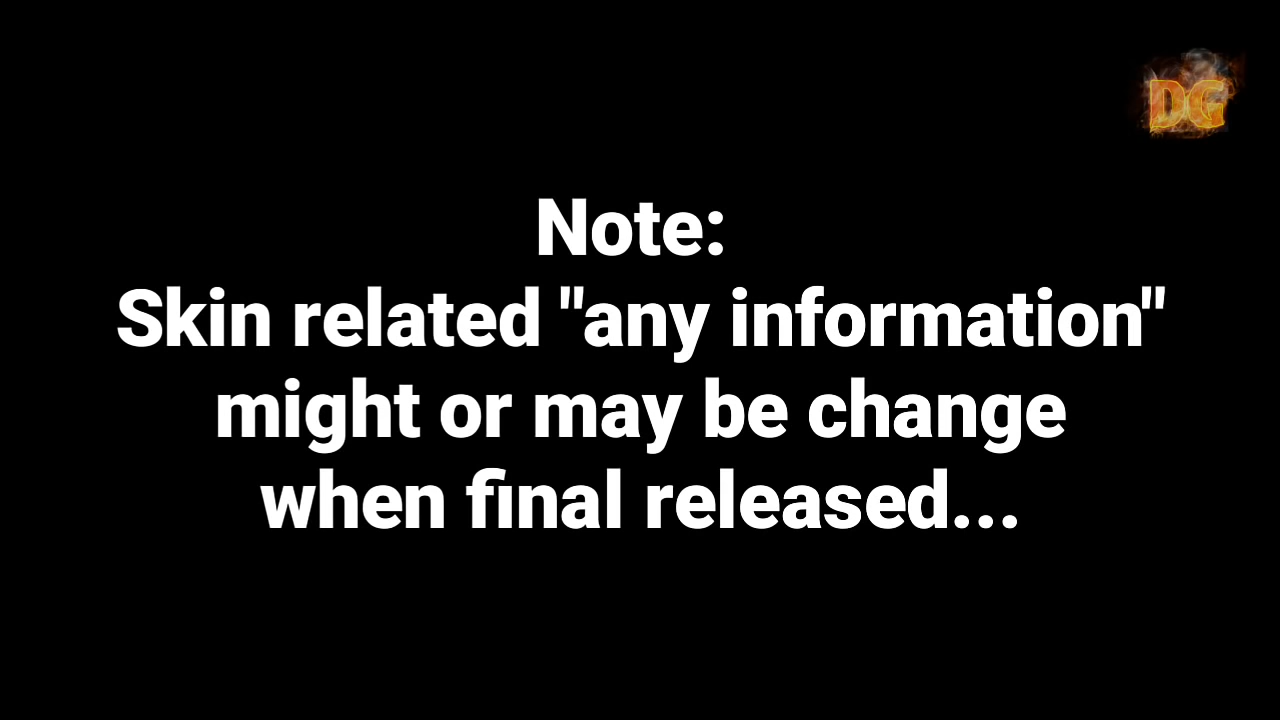 DG
Note:
Skin related "any information"
might or may be change
when final released...